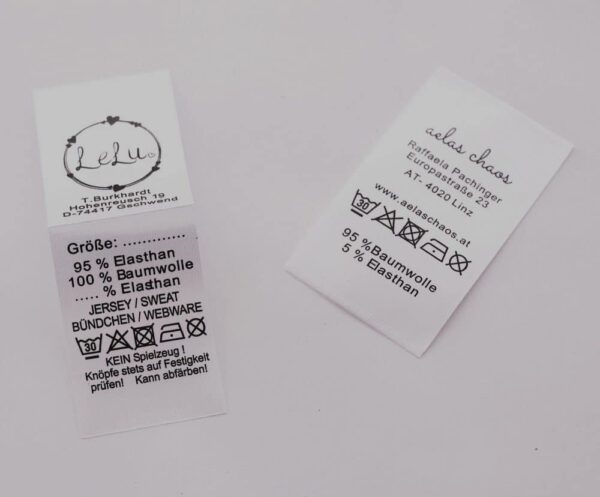 LeLu
T.Burkhardt
Hohenreusch 19
D-74417 Gschwend
Größe: .............
95 % Elasthan
100 % Baumwolle
..... % Elasthan
JERSEY / SWEAT
BÜNDCHEN / WEBWARE
30
KEIN Spielzeug !
Knöpfe stets auf Festigkeit
prüfen! Kann abfärben!
aelas chaos
Raffaela Pachinger
Europastraße 23
AT- 4020 Linz
www.aelaschaos.at
30
95 %Baumwolle
5 % Elasthan